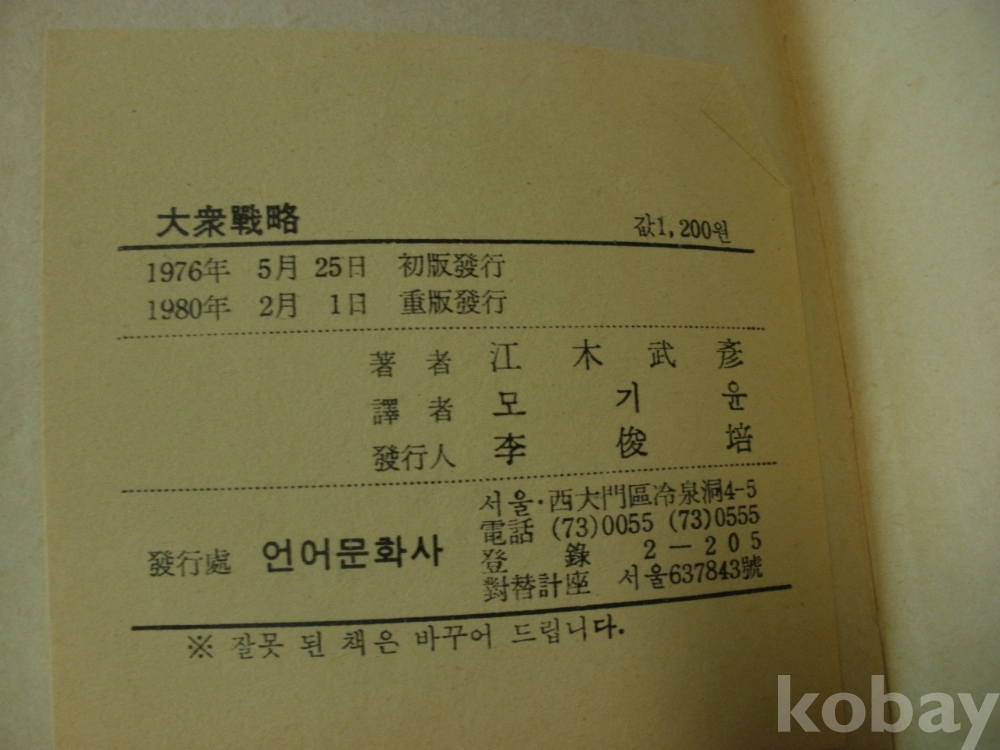 大衆戰略 값1,200원
1976年 5月 25日 初版發行
1980年 2月 1日 重版發行
著者 江木武彥
譯者 모기윤
發行人 李俊培
서울·西大門區冷泉洞4-5
電話 (73)0055 (73)0555
發行處 언어문화사
登錄 2-205
對替計座 서울637843號
※ 잘못 된 책은 바꾸어 드립니다.
kobay